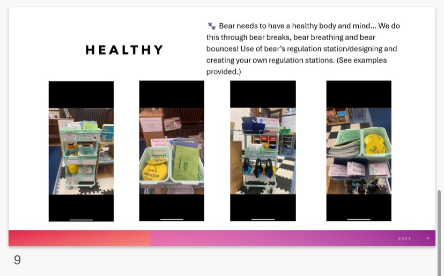 HEALTHY
🐾 Bear needs to have a healthy body and mind... We do
this through bear breaks, bear breathing and bear
bounces! Use of bear's regulation station/designing and
creating your own regulation stations. (See examples
provided.)
9